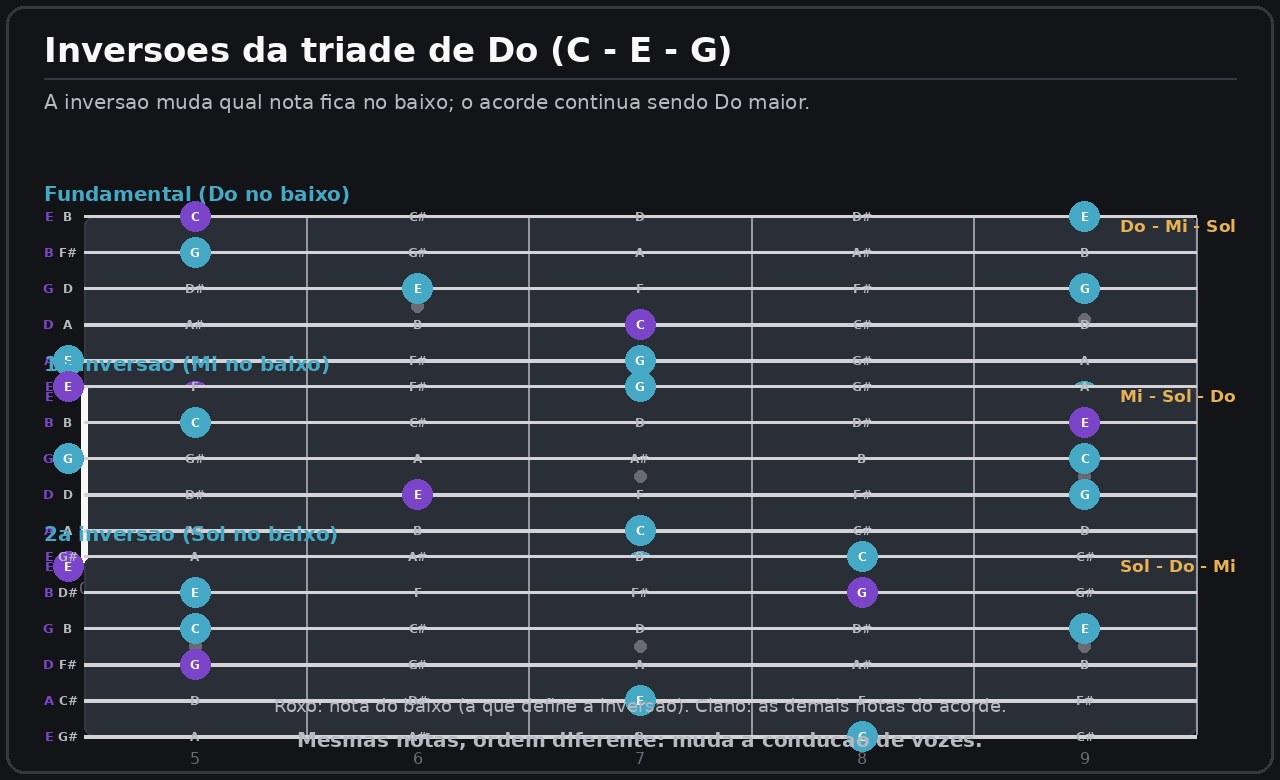 Inversoes da triade de Do (C - E - G)
A inversao muda qual nota fica no baixo; o acorde continua sendo Do maior.
Fundamental (Do no baixo)
E B C C# D D# E
Do - Mi - Sol
B F# G G# A A# B
G D D# E F F# G
D A A# B C C# D
E F# G G# A
inversao (Mi no baixo)
E E F F# G G# A
E
Mi - Sol - Do
B B C C# D D# E
G G G# A A# B C
D D D# E F F# G
A A B C C# D
2a inversao (Sol no baixo)
E G# A A# B C C#
E E
Sol - Do - Mi
B D# E F F# G G#
G B C C# D D# E
D F# G G# A A# B
A C# D D# E F F#
Roxo: nota do baixo (a que define a inversao). Ciano: as demais notas do acorde.
E G# A A# B C C#
Mesmas notas, ordem diferente: muda a conducao de vozes.
5 6 7 8 9